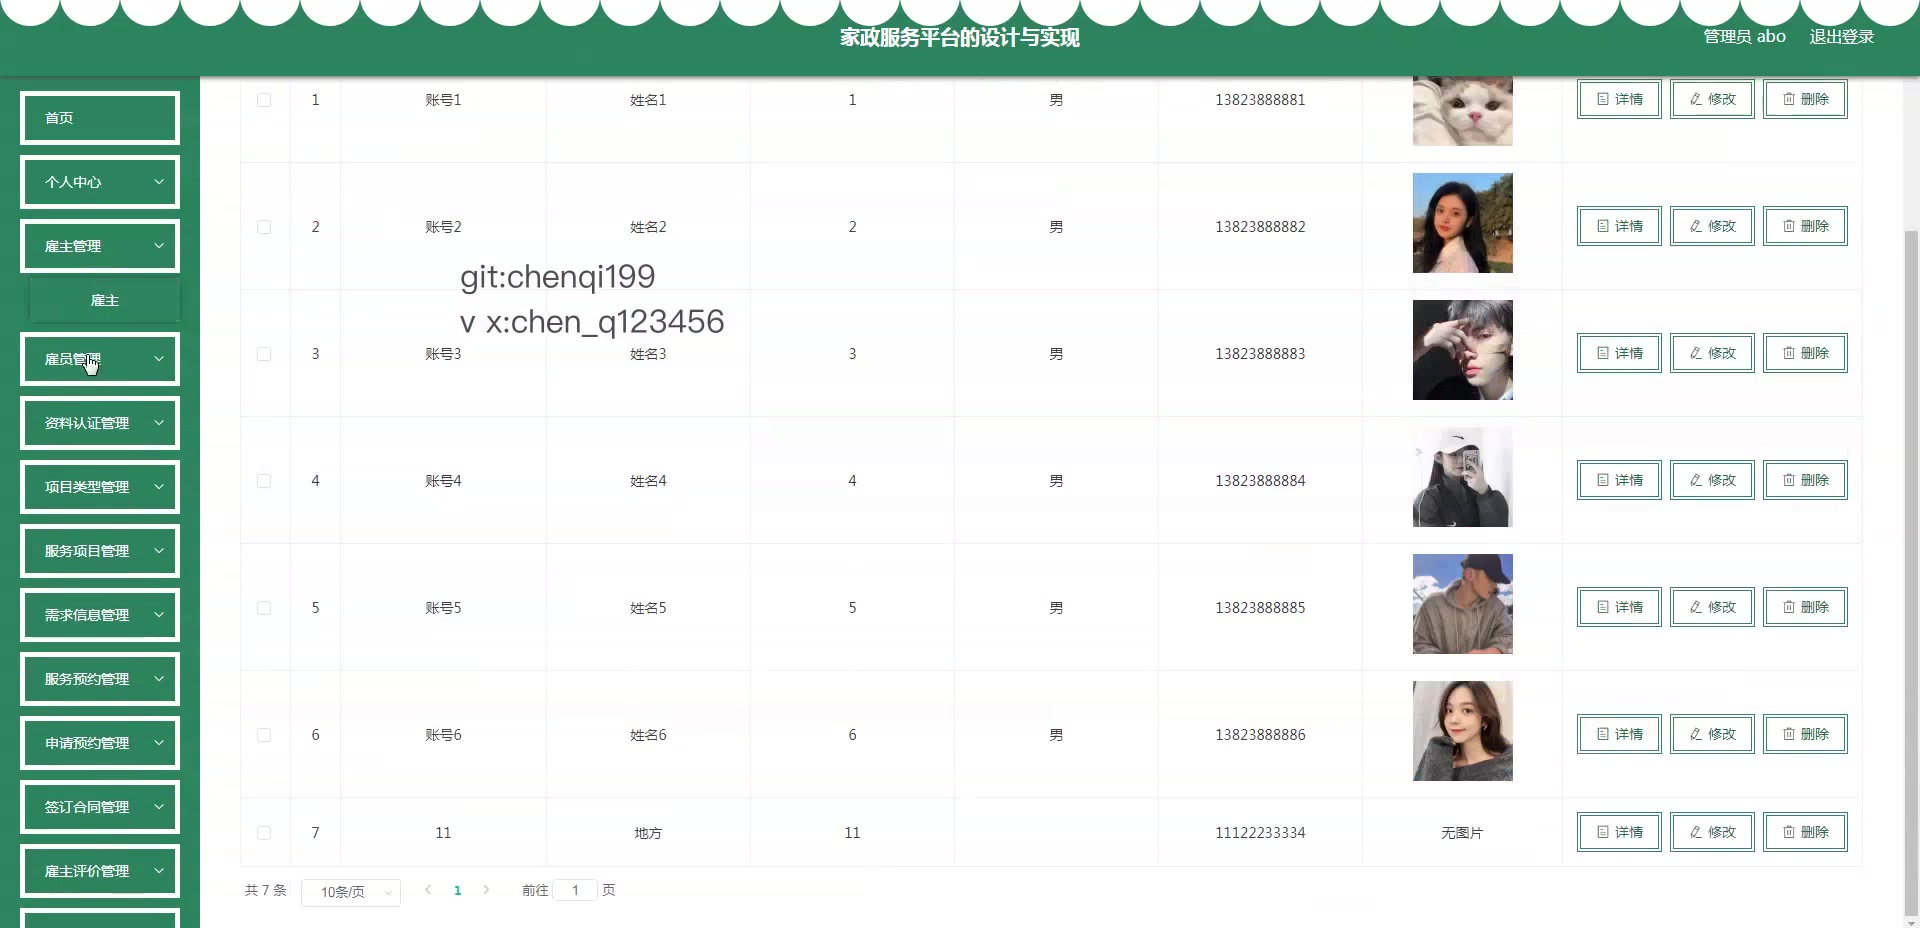 家政服务平台的设计与实现
管理员 abo 退出登录
首页
个人中心
雇主管理
雇主
雇员管理
资料认证管理
项目类型管理
服务项目管理
需求信息管理
服务预约管理
申请预约管理
签订合同管理
雇主评价管理
1 账号1 姓名1 1 男 13823888881 详情 修改 删除
2 账号2 姓名2 2 男 13823888882 详情 修改 删除
git:chenqi199
v x:chen_q123456
3 账号3 姓名3 3 男 13823888883 详情 修改 删除
4 账号4 姓名4 4 男 13823888884 详情 修改 删除
5 账号5 姓名5 5 男 13823888885 详情 修改 删除
6 账号6 姓名6 6 男 13823888886 详情 修改 删除
7 11 地方 11 11122233334 无图片 详情 修改 删除
共 7 条 10条/页 1 前往 1 页